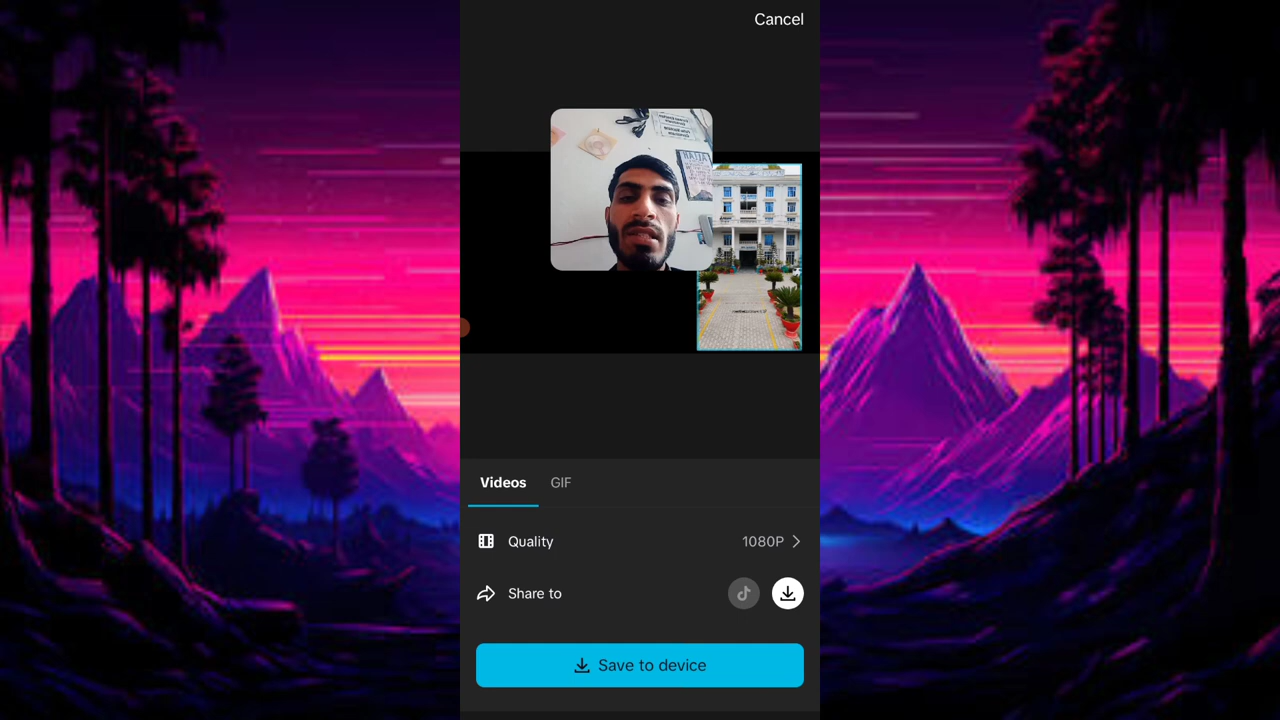 Cancel
Videos
GIF
Quality
1080P
Share to
Save to device